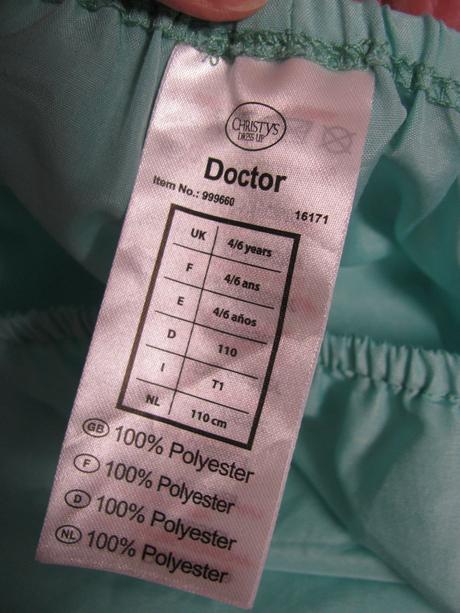 CHRISTY'S
DRESS UP
Doctor
Item No.: 999660 16171
UK 4/6 years
F 4/6 ans
E 4/6 años
D 110
I T1
NL 110 cm
GB 100% Polyester
F 100% Polyester
D 100% Polyester
NL 100% Polyester